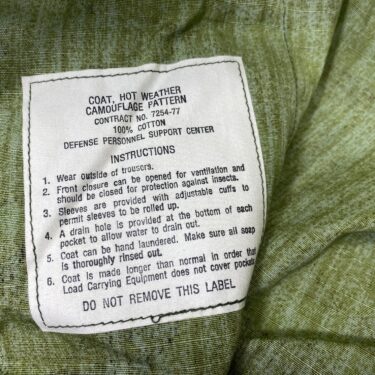 COAT, HOT WEATHER
CAMOUFLAGE PATTERN
CONTRACT NO. 7254-77
100% COTTON
DEFENSE PERSONNEL SUPPORT CENTER
INSTRUCTIONS
1. Wear outside of trousers.
2. Front closure can be opened for ventilation and
should be closed for protection against insects.
3. Sleeves are provided with adjustable cuffs to
permit sleeves to be rolled up.
4. A drain hole is provided at the bottom of each
pocket to allow water to drain out.
5. Coat can be hand laundered. Make sure all soap
is thoroughly rinsed out.
6. Coat is made longer than normal in order that
Load Carrying Equipment does not cover pockets
DO NOT REMOVE THIS LABEL